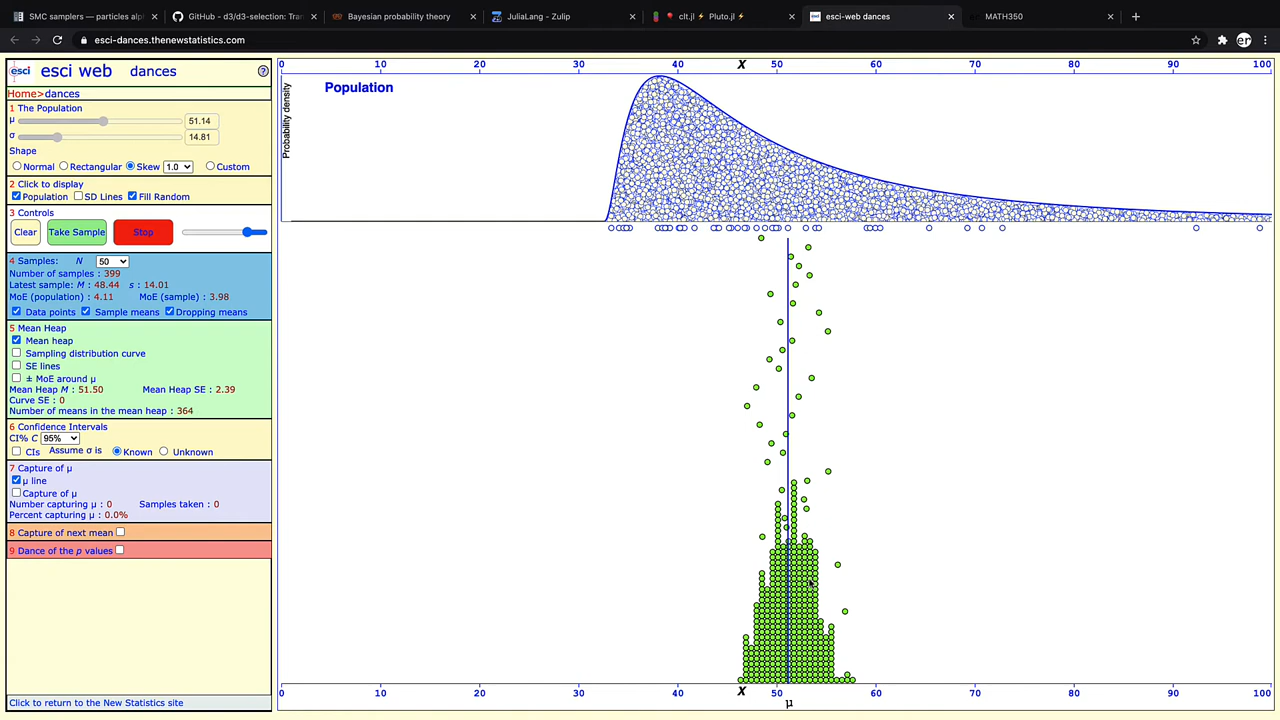 SMC samplers — particles alp
GitHub - d3/d3-selection: Tra
Bayesian probability theory
JuliaLang - Zulip
clt.jl ⚡ Pluto.jl ⚡
esci-web dances
MATH350
esci-dances.thenewstatistics.com
er
esci esci web dances ?
Home>dances
1 The Population
μ 51.14
σ 14.81
Shape
Normal Rectangular Skew 1.0 Custom
2 Click to display
Population SD Lines Fill Random
3 Controls
Clear Take Sample Stop
4 Samples: N 50
Number of samples : 399
Latest sample: M : 48.44 s : 14.01
MoE (population) : 4.11 MoE (sample) : 3.98
Data points Sample means Dropping means
5 Mean Heap
Mean heap
Sampling distribution curve
SE lines
± MoE around μ
Mean Heap M : 51.50 Mean Heap SE : 2.39
Curve SE : 0
Number of means in the mean heap : 364
6 Confidence Intervals
CI% C 95%
CIs Assume σ is Known Unknown
7 Capture of μ
μ line
Capture of μ
Number capturing μ : 0 Samples taken : 0
Percent capturing μ : 0.0%
8 Capture of next mean
9 Dance of the p values
Click to return to the New Statistics site
0 10 20 30 40 X 50 60 70 80 90 100
Probability density
Population
0 10 20 30 40 X 50 60 70 80 90 100
μ